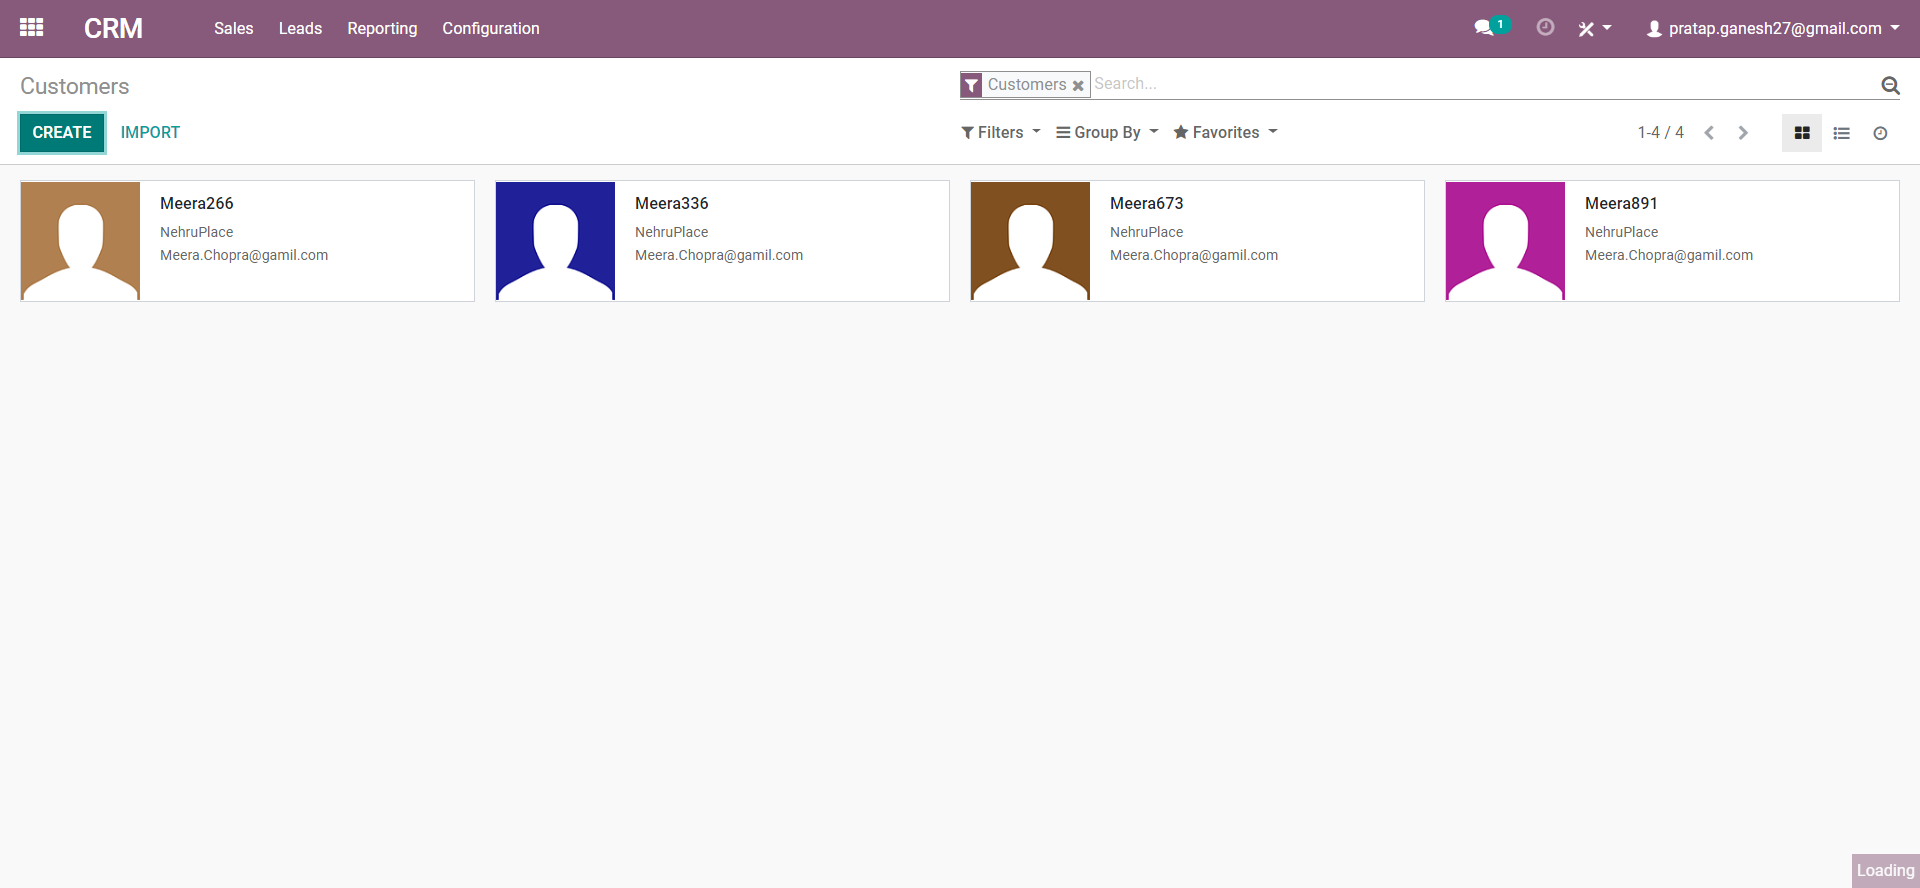 CRM Sales Leads Reporting Configuration 1 pratap.ganesh27@gmail.com
Customers Customers Search...
CREATE IMPORT Filters Group By Favorites 1-4 / 4
Meera266
NehruPlace
Meera.Chopra@gamil.com
Meera336
NehruPlace
Meera.Chopra@gamil.com
Meera673
NehruPlace
Meera.Chopra@gamil.com
Meera891
NehruPlace
Meera.Chopra@gamil.com
Loading